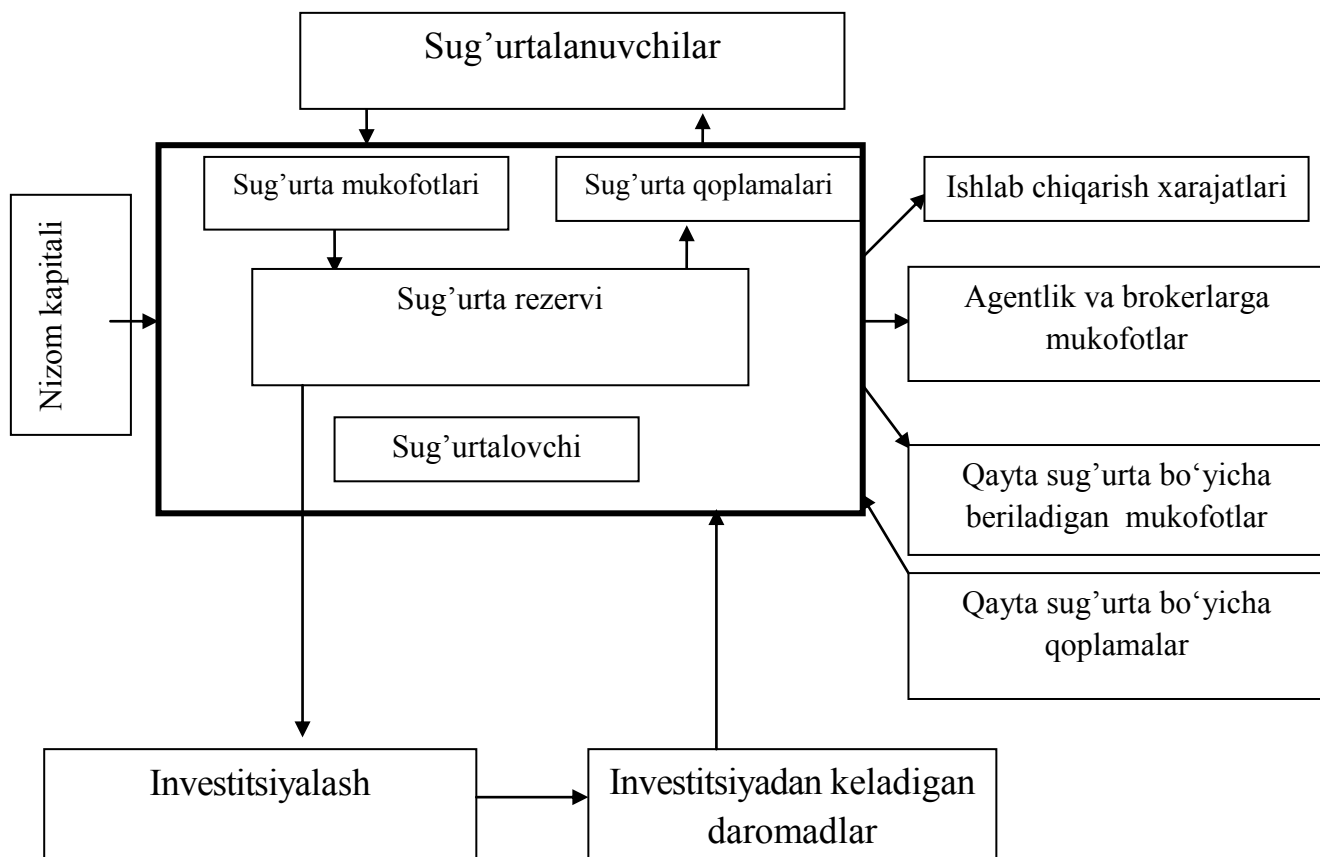 Sug’urtalanuvchilar
Sug’urta mukofotlari
Sug’urta qoplamalari
Ishlab chiqarish xarajatlari
Nizom kapitali
Sug’urta rezervi
Agentlik va brokerlarga
mukofotlar
Sug’urtalovchi
Qayta sug’urta bo‘yicha
beriladigan mukofotlar
Qayta sug’urta bo‘yicha
qoplamalar
Investitsiyalash
Investitsiyadan keladigan
daromadlar